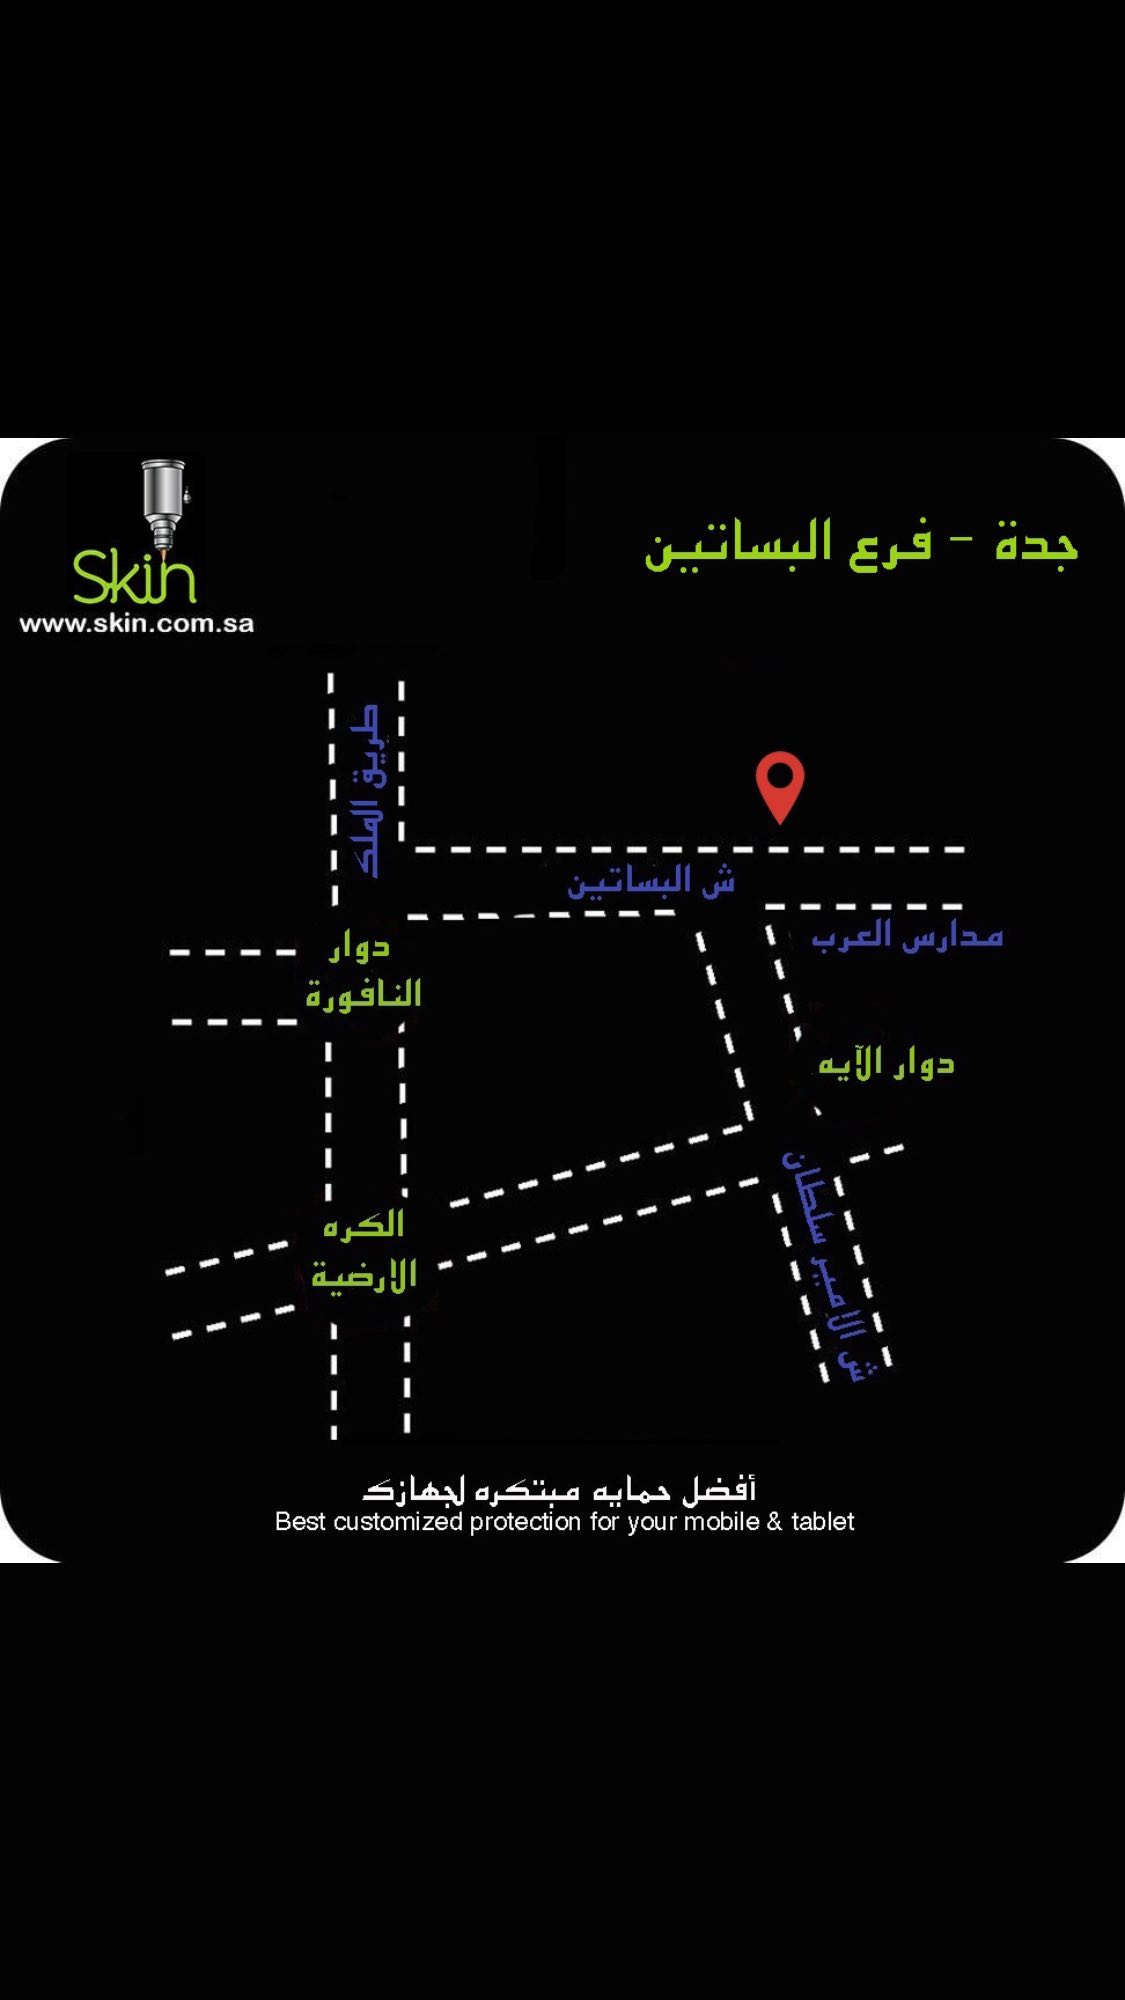 Skin
www.skin.com.sa
جدة - فرع البساتين
طريق الملك
ش البساتين
مدارس العرب
دوار
النافورة
دوار الآيه
ش الامير سلطان
الكره
الارضية
أفضل حمايه مبتكره لجهازك
Best customized protection for your mobile & tablet